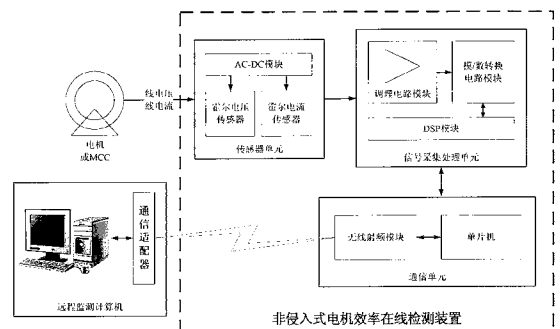 线电压
线电流
电机
或MCC
AC-DC模块
霍尔电压
传感器
霍尔电流
传感器
传感器单元
调理电路模块
模/数转换
电路模块
DSP模块
信号采集处理单元
无线射频模块
单片机
通信单元
通信适配器
远程监测计算机
非侵入式电机效率在线检测装置